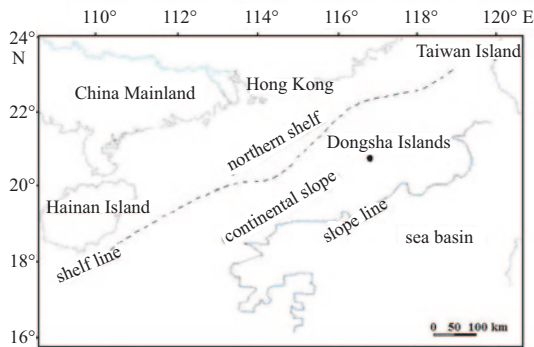 110° 112° 114° 116° 118° 120° E
24°
N
Taiwan Island
China Mainland
Hong Kong
22°
northern shelf
Dongsha Islands
20°
Hainan Island
continental slope
slope line
sea basin
shelf line
18°
16°
0 50 100 km